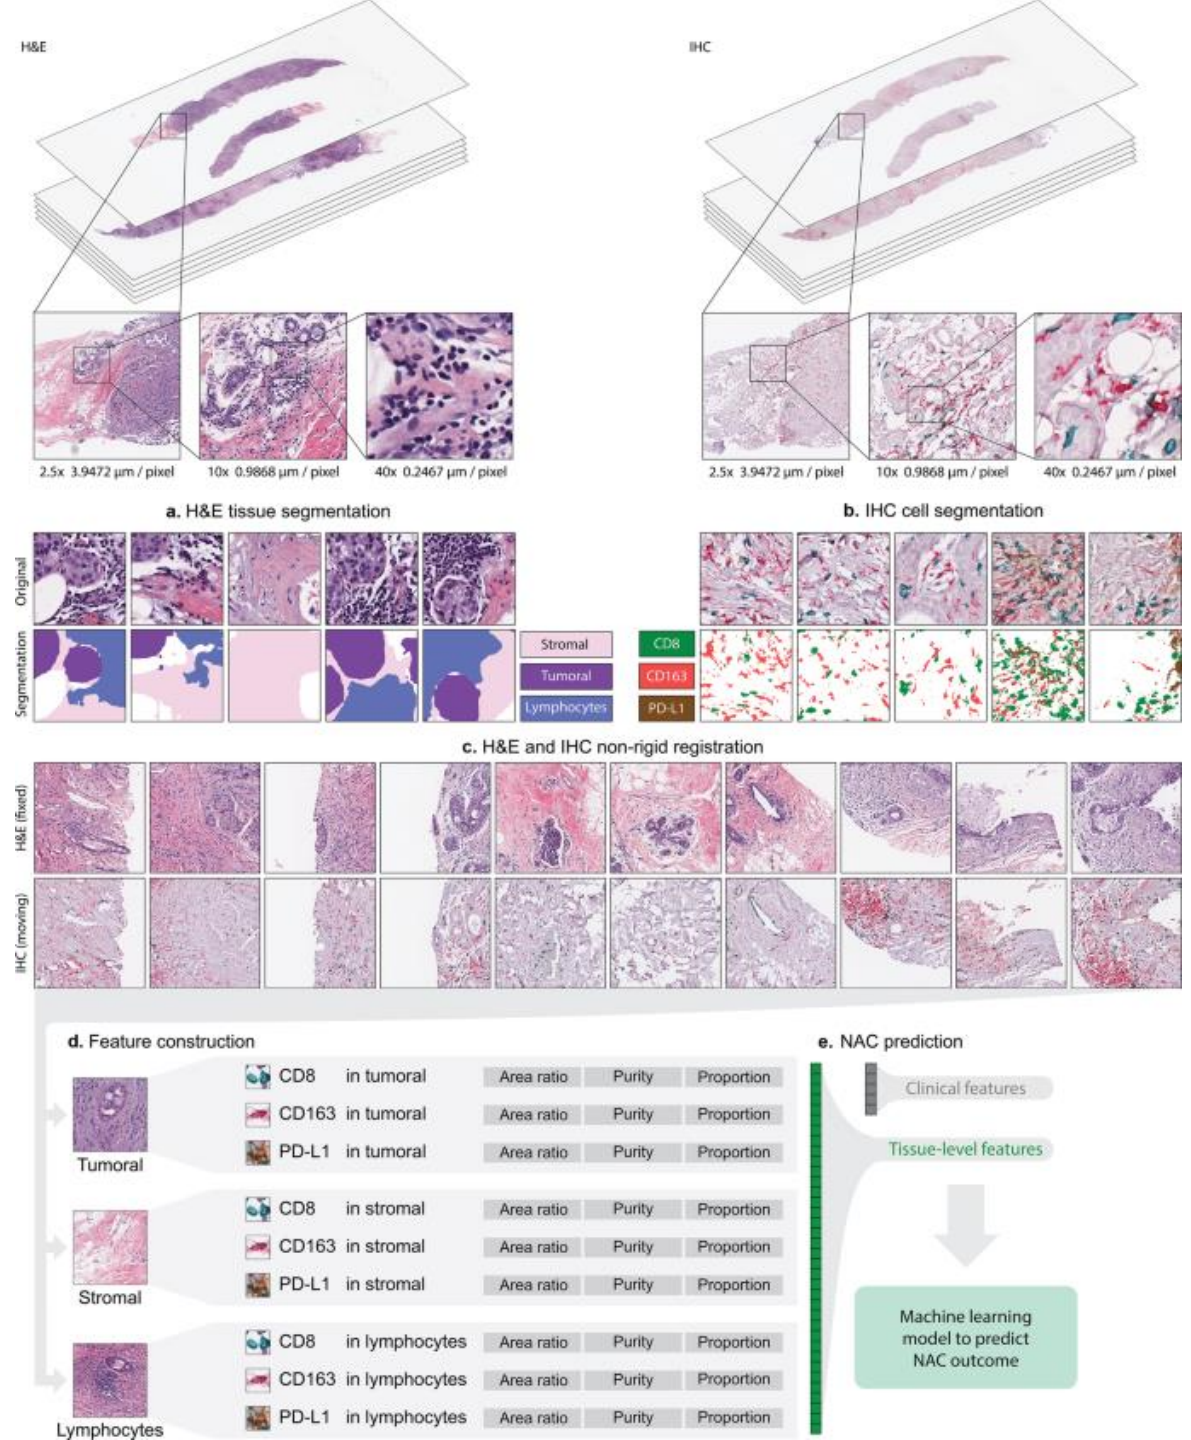 H&E
IHC
2.5x 3.9472 µm / pixel
10x 0.9868 µm / pixel
40x 0.2467 µm / pixel
2.5x 3.9472 µm / pixel
10x 0.9868 µm / pixel
40x 0.2467 µm / pixel
a. H&E tissue segmentation
b. IHC cell segmentation
Original
Segmentation
Stromal
Tumoral
Lymphocytes
CD8
CD163
PD-L1
c. H&E and IHC non-rigid registration
H&E (fixed)
IHC (moving)
d. Feature construction
Tumoral
CD8 in tumoral Area ratio Purity Proportion
CD163 in tumoral Area ratio Purity Proportion
PD-L1 in tumoral Area ratio Purity Proportion
Stromal
CD8 in stromal Area ratio Purity Proportion
CD163 in stromal Area ratio Purity Proportion
PD-L1 in stromal Area ratio Purity Proportion
Lymphocytes
CD8 in lymphocytes Area ratio Purity Proportion
CD163 in lymphocytes Area ratio Purity Proportion
PD-L1 in lymphocytes Area ratio Purity Proportion
e. NAC prediction
Clinical features
Tissue-level features
Machine learning
model to predict
NAC outcome